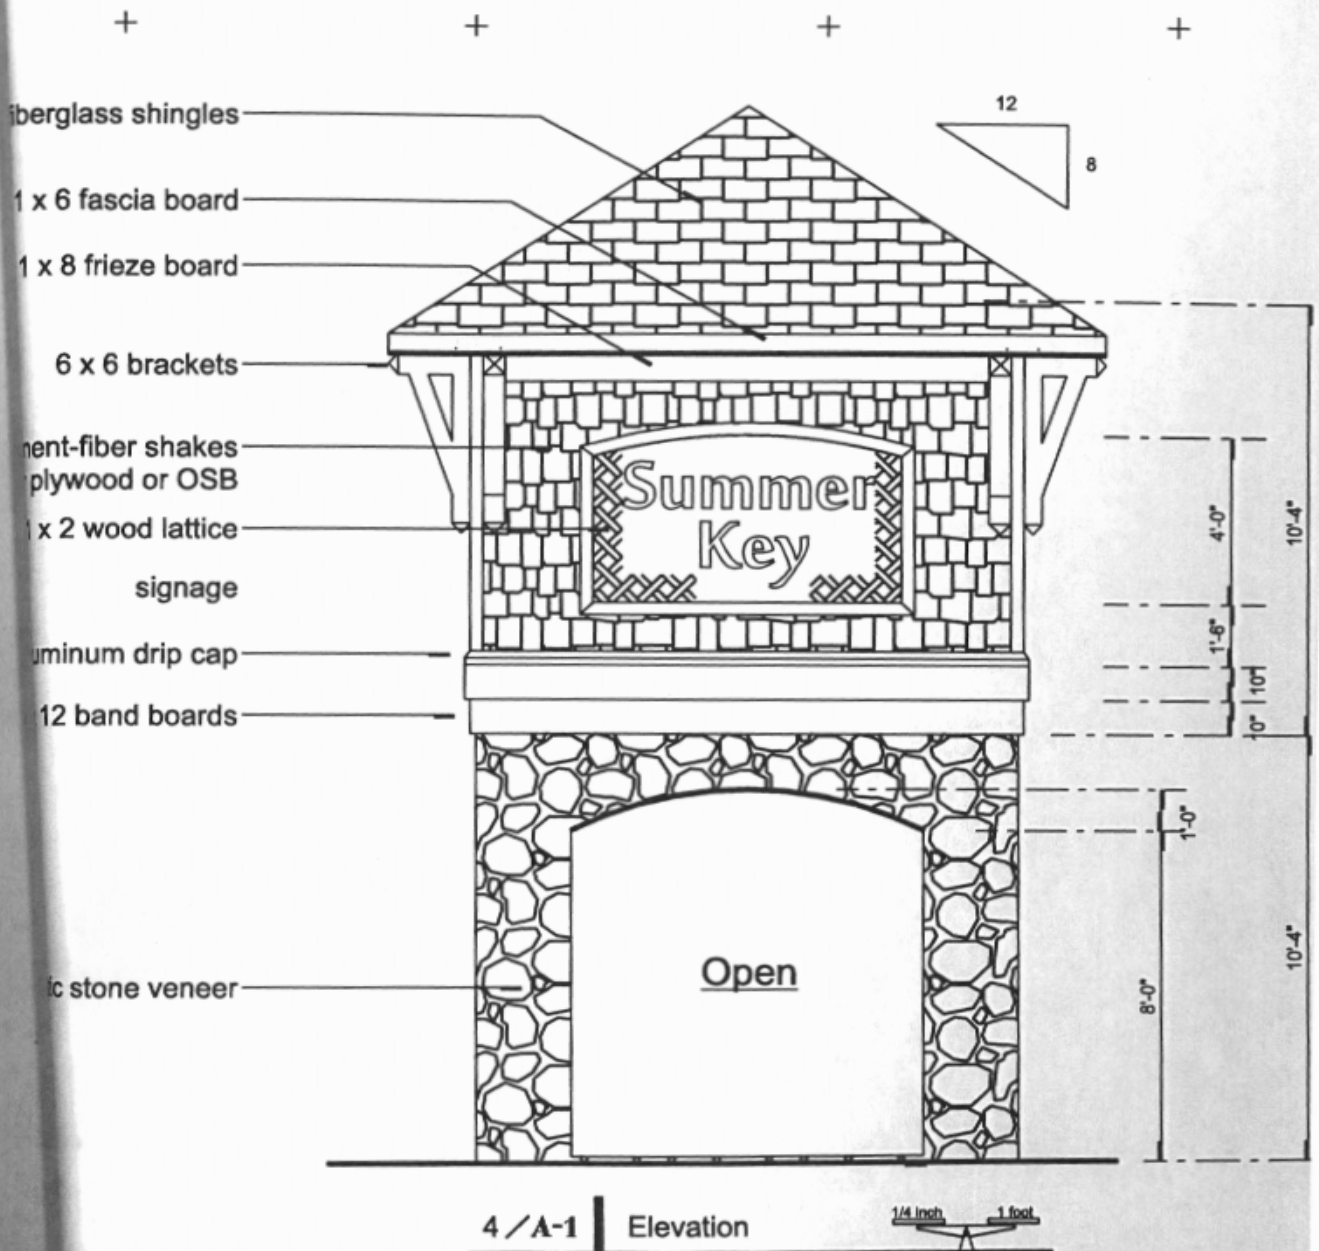 12
8
iberglass shingles
1 x 6 fascia board
1 x 8 frieze board
6 x 6 brackets
ment-fiber shakes
plywood or OSB
x 2 wood lattice
signage
uminum drip cap
12 band boards
ic stone veneer
Summer
Key
Open
4'-0"
10'-4"
1'-6"
10"
0"
1'-0"
8'-0"
10'-4"
4 / A-1 Elevation
1/4 inch 1 foot